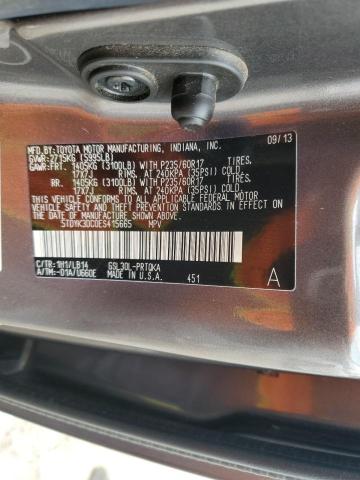 MFD.BY: TOYOTA MOTOR MANUFACTURING, INDIANA, INC. 09/13
GVWR: 2715KG (5995LB)
GAWR: FRT. 1405KG (3100LB) WITH P235/60R17 TIRES,
17X7J RIMS, AT 240KPA (35PSI) COLD
RR. 1405KG (3100LB) WITH P235/60R17 TIRES,
17X7J RIMS, AT 240KPA (35PSI) COLD
THIS VEHICLE CONFORMS TO ALL APPLICABLE FEDERAL MOTOR
VEHICLE SAFETY, BUMPER, AND THEFT PREVENTION STANDARDS IN
EFFECT ON THE DATE OF MANUFACTURE SHOWN ABOVE.
5TDYK3DC0ES415665 MPV
C/TR: 1H1/LB14 GSL30L-PRTQKA
A/TM: -01A/U660E MADE IN U.S.A. 451 A